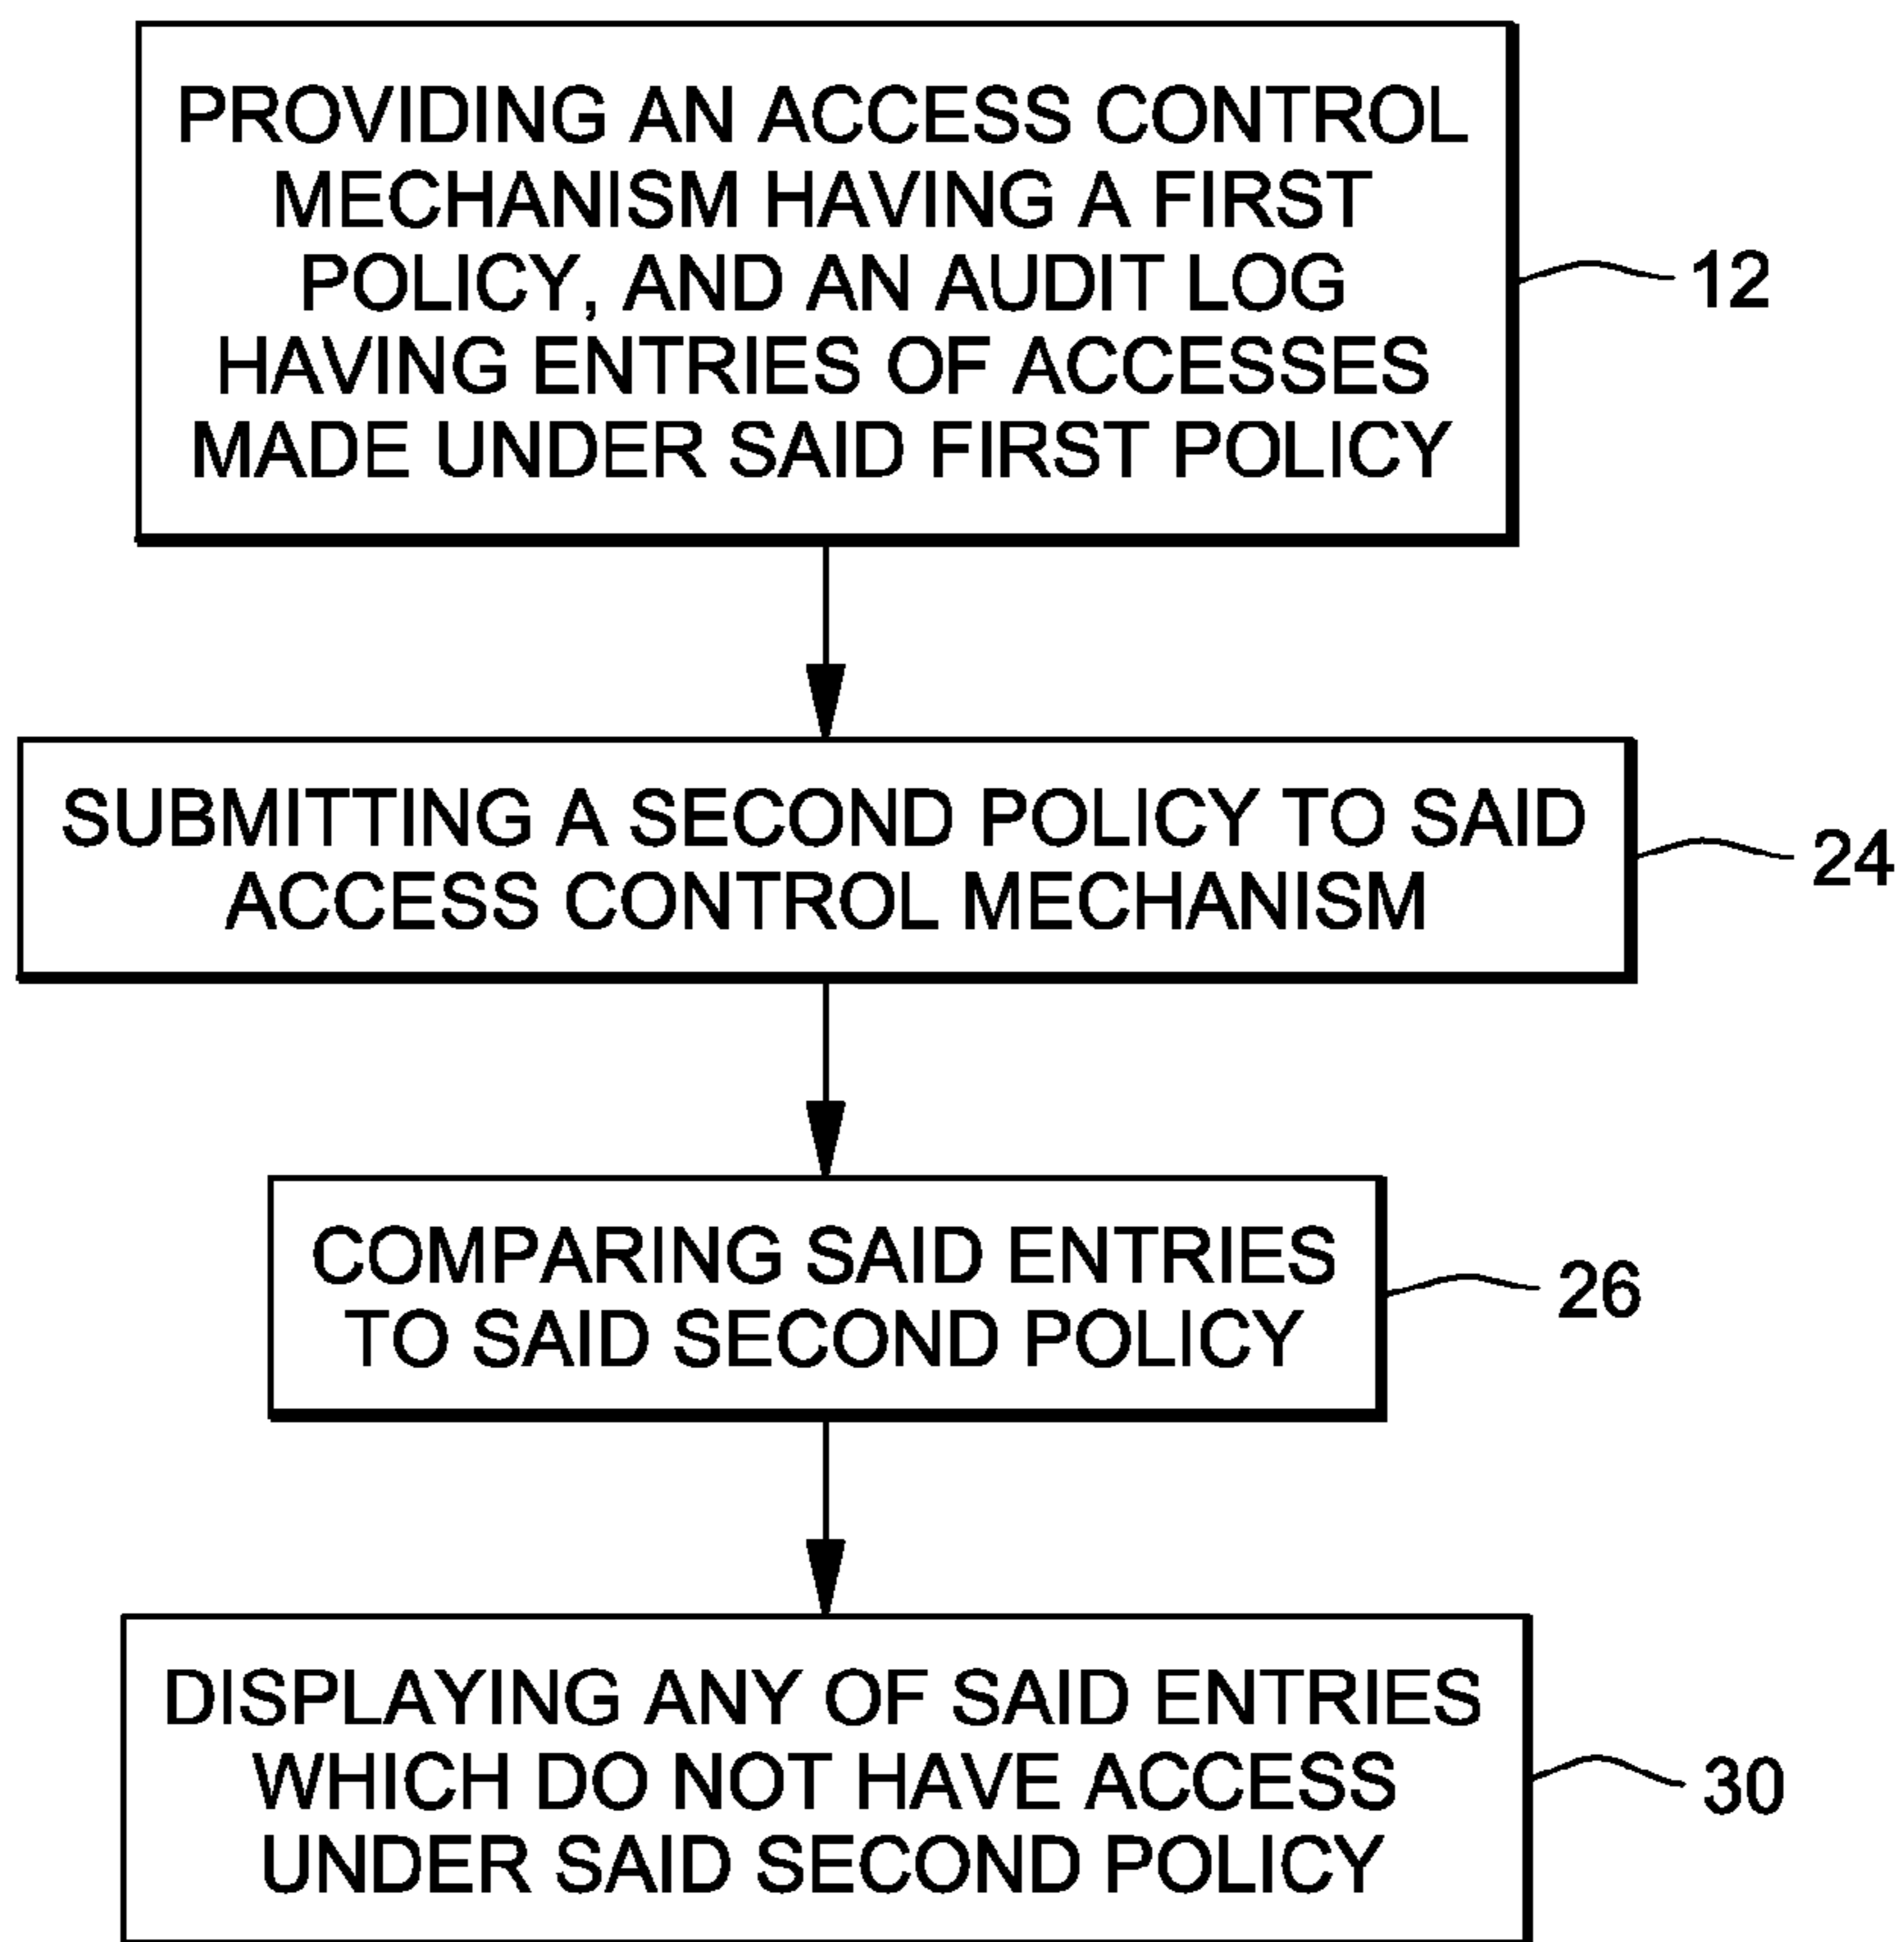 PROVIDING AN ACCESS CONTROL
MECHANISM HAVING A FIRST
POLICY, AND AN AUDIT LOG
HAVING ENTRIES OF ACCESSES
MADE UNDER SAID FIRST POLICY
12
SUBMITTING A SECOND POLICY TO SAID
ACCESS CONTROL MECHANISM
24
COMPARING SAID ENTRIES
TO SAID SECOND POLICY
26
DISPLAYING ANY OF SAID ENTRIES
WHICH DO NOT HAVE ACCESS
UNDER SAID SECOND POLICY
30